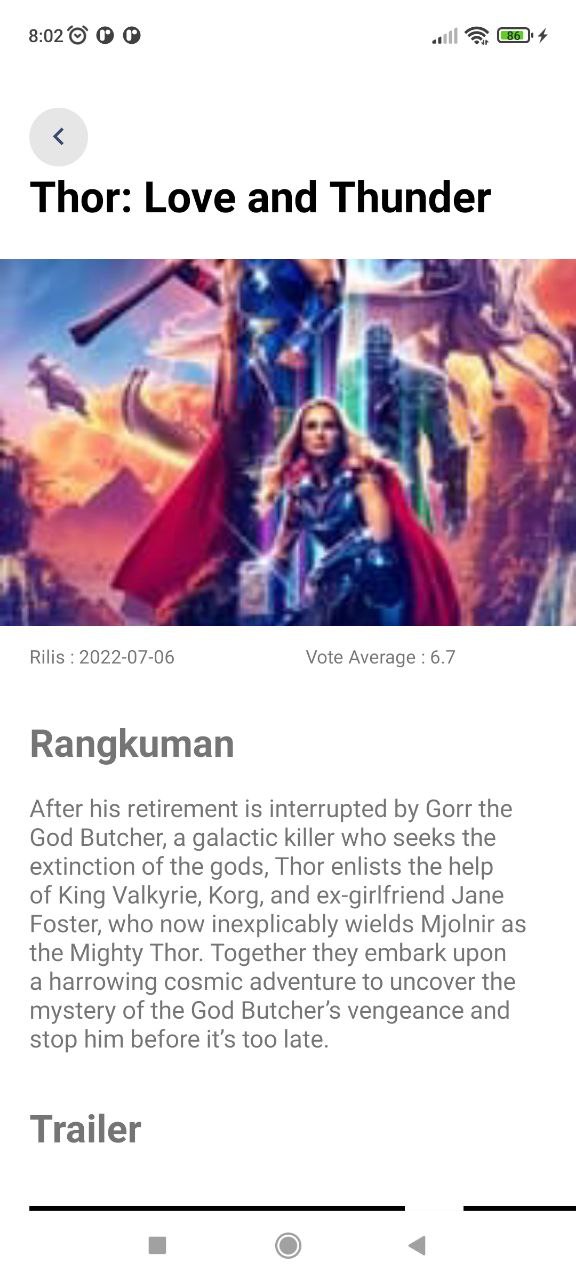 8:02
86
Thor: Love and Thunder
Rilis : 2022-07-06
Vote Average : 6.7
Rangkuman
After his retirement is interrupted by Gorr the
God Butcher, a galactic killer who seeks the
extinction of the gods, Thor enlists the help
of King Valkyrie, Korg, and ex-girlfriend Jane
Foster, who now inexplicably wields Mjolnir as
the Mighty Thor. Together they embark upon
a harrowing cosmic adventure to uncover the
mystery of the God Butcher’s vengeance and
stop him before it’s too late.
Trailer